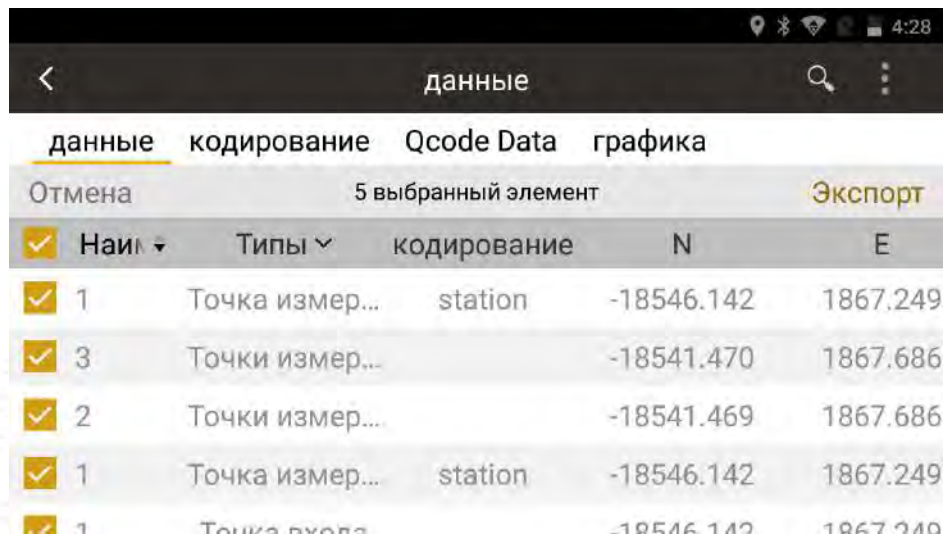 4:28
данные
данные кодирование Qcode Data графика
Отмена 5 выбранный элемент Экспорт
Типы кодирование N E
1 Точка измер... station -18546.142 1867.249
3 Точки измер... -18541.470 1867.686
2 Точки измер... -18541.469 1867.686
1 Точка измер... station -18546.142 1867.249
1 Точка входа -18546.142 1867.249